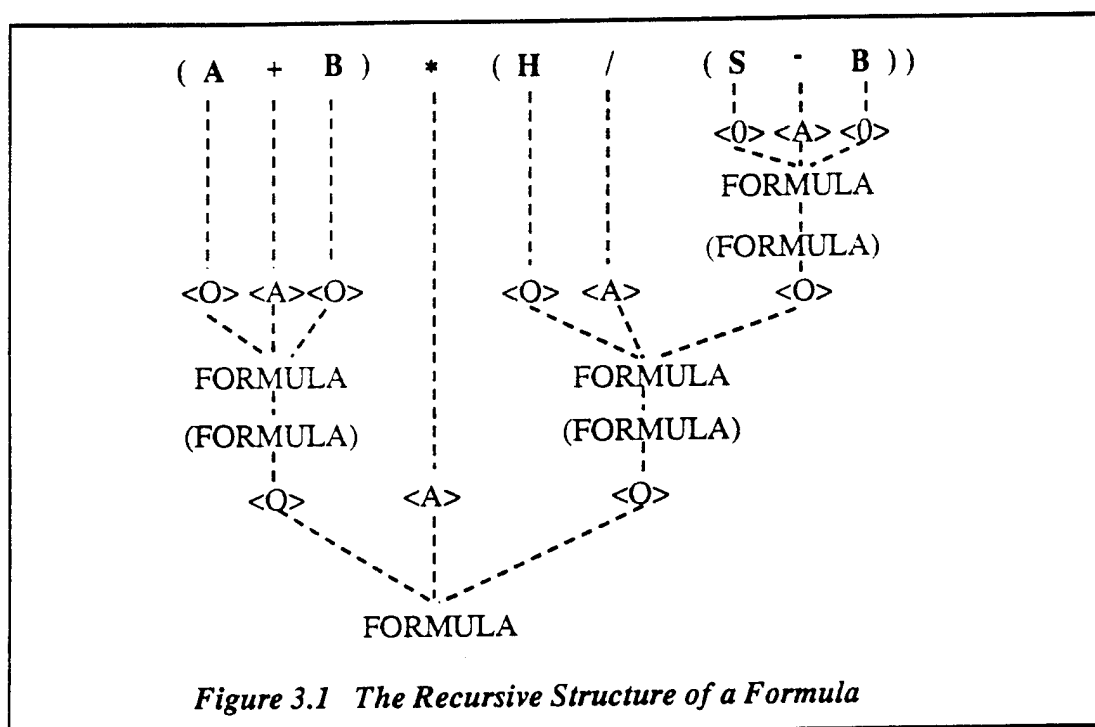 ( A + B ) * ( H / ( S - B ) )
<0> <A> <0>
FORMULA
(FORMULA)
<O> <A> <O> <O> <A> <O>
FORMULA FORMULA
(FORMULA) (FORMULA)
<O> <A> <O>
FORMULA
Figure 3.1 The Recursive Structure of a Formula